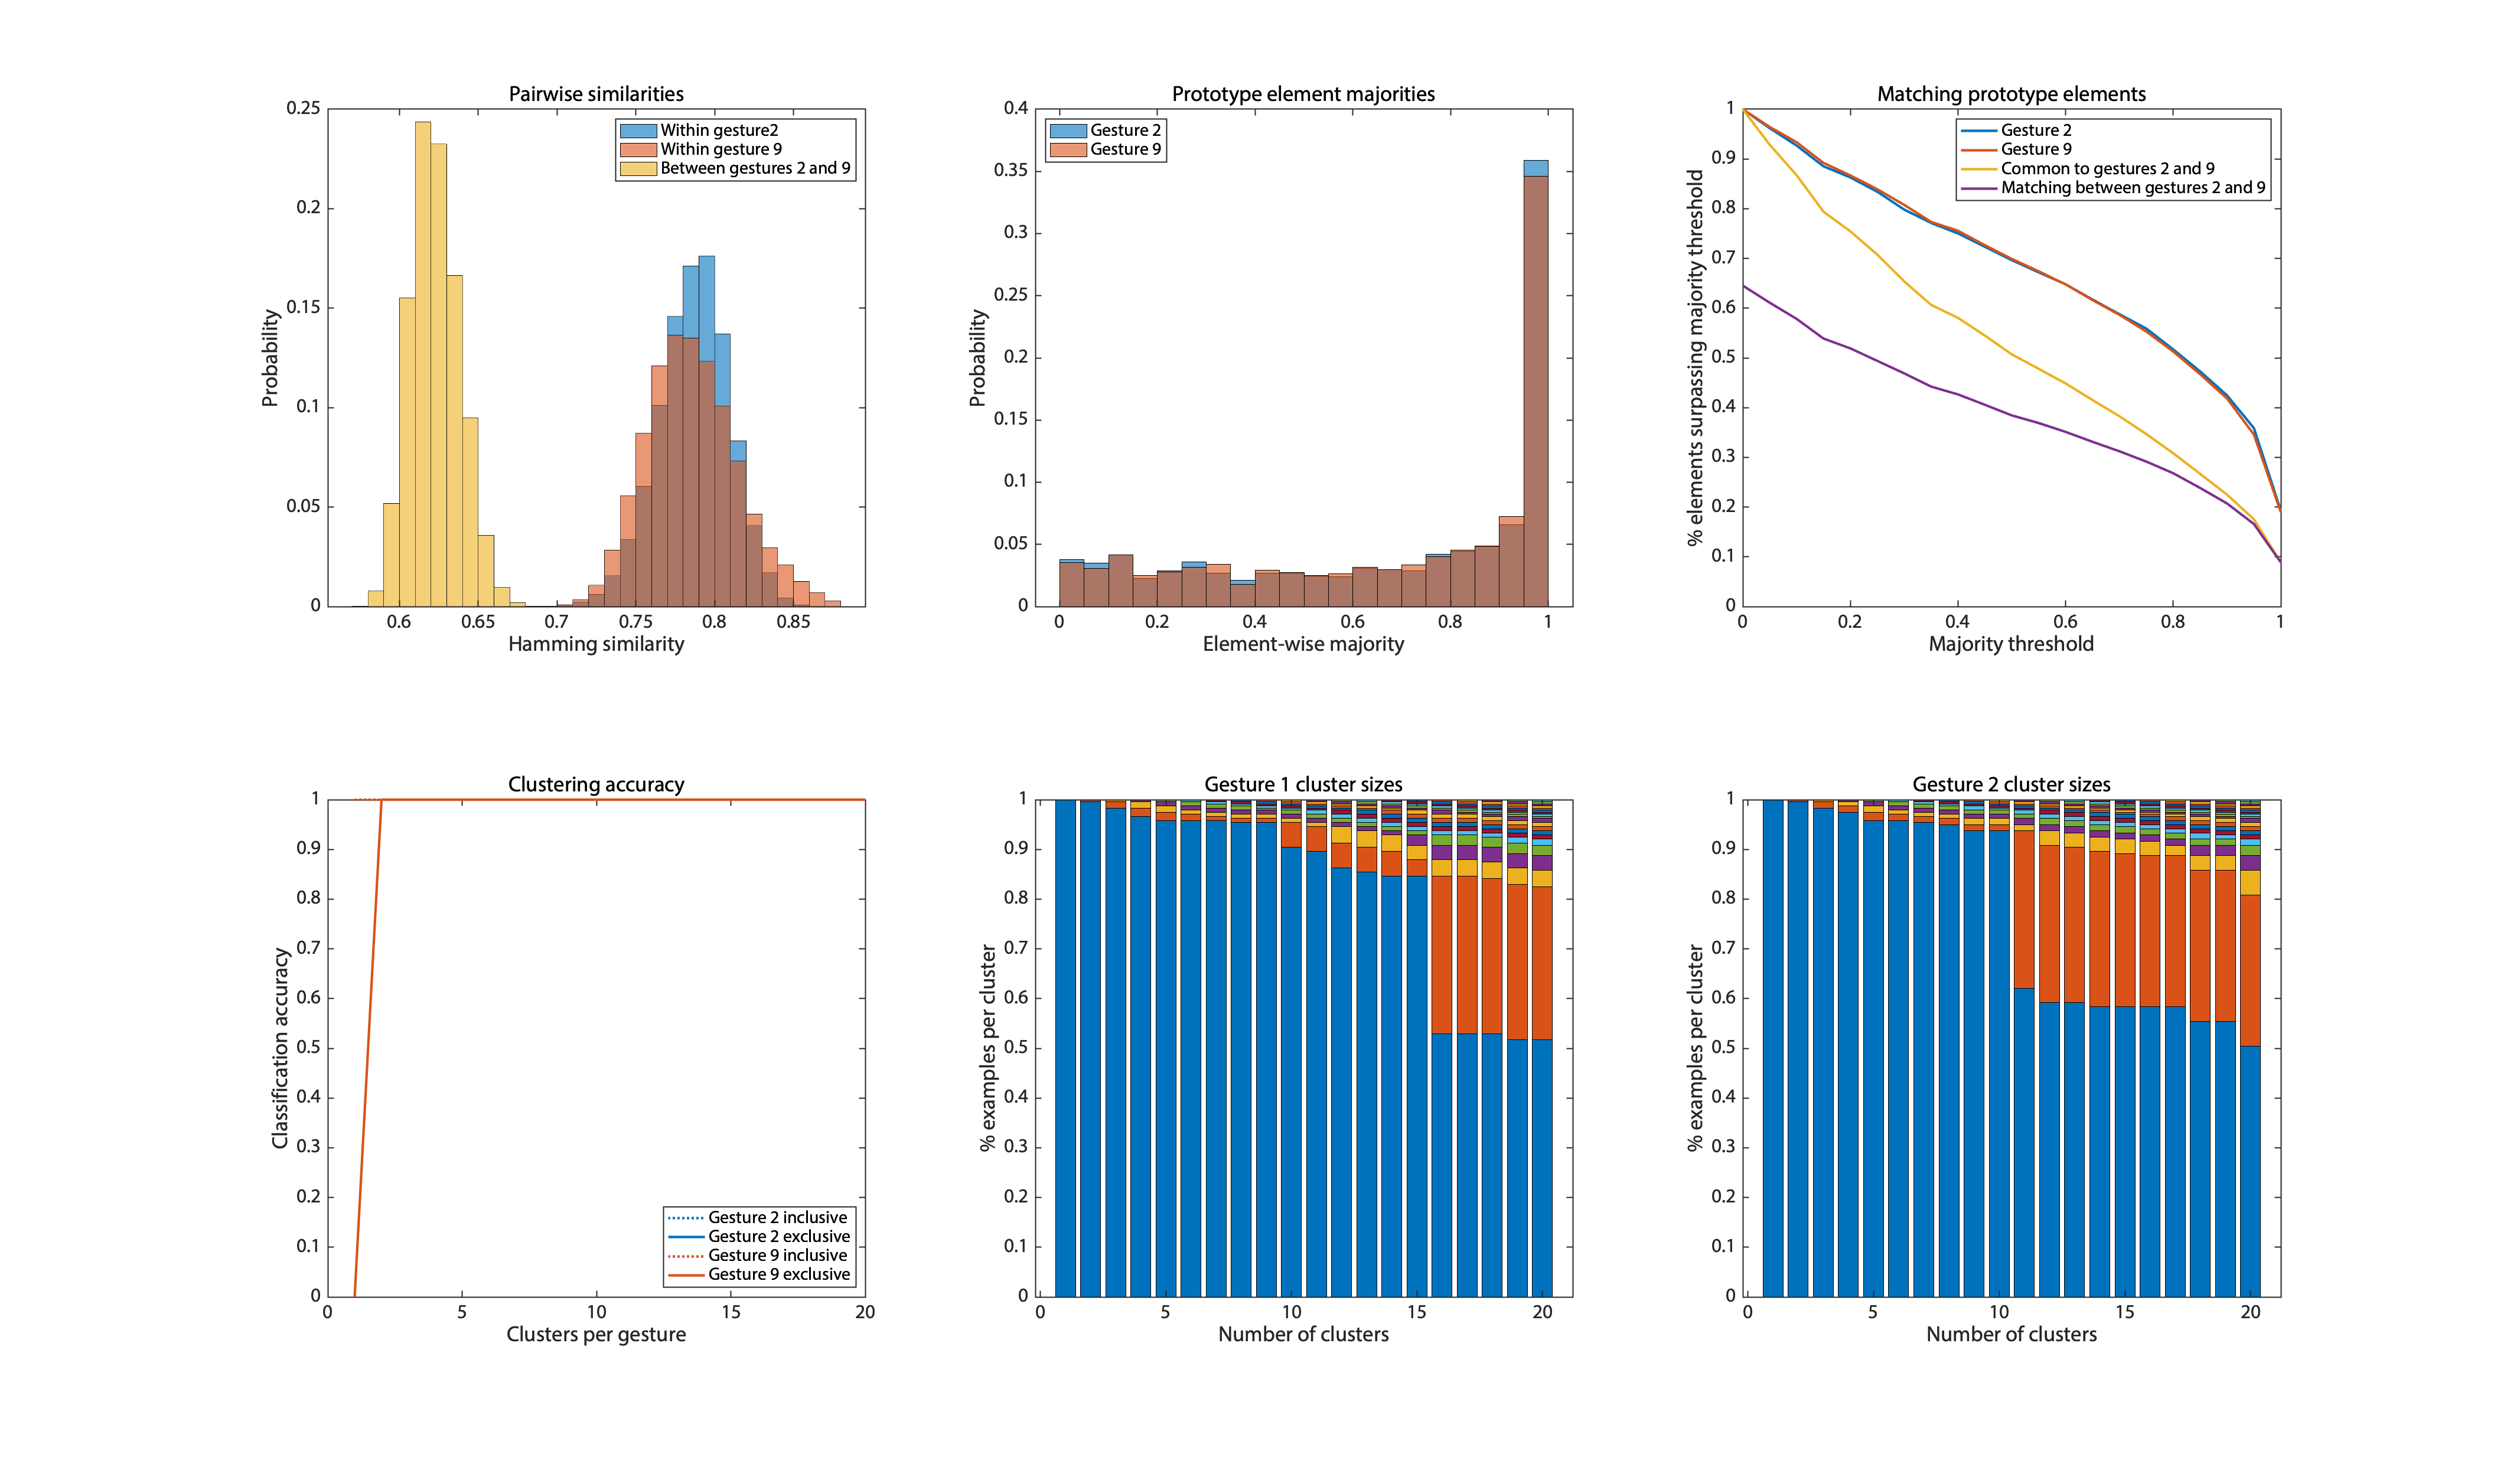 Pairwise similarities
0.25
0.2
0.15
0.1
0.05
0
Probability
Within gesture2
Within gesture 9
Between gestures 2 and 9
0.6 0.65 0.7 0.75 0.8 0.85
Hamming similarity
Prototype element majorities
0.4
0.35
0.3
0.25
0.2
0.15
0.1
0.05
0
Probability
Gesture 2
Gesture 9
0 0.2 0.4 0.6 0.8 1
Element-wise majority
Matching prototype elements
1
0.9
0.8
0.7
0.6
0.5
0.4
0.3
0.2
0.1
0
% elements surpassing majority threshold
Gesture 2
Gesture 9
Common to gestures 2 and 9
Matching between gestures 2 and 9
0 0.2 0.4 0.6 0.8 1
Majority threshold
Clustering accuracy
1
0.9
0.8
0.7
0.6
0.5
0.4
0.3
0.2
0.1
0
Classification accuracy
Gesture 2 inclusive
Gesture 2 exclusive
Gesture 9 inclusive
Gesture 9 exclusive
0 5 10 15 20
Clusters per gesture
Gesture 1 cluster sizes
1
0.9
0.8
0.7
0.6
0.5
0.4
0.3
0.2
0.1
0
% examples per cluster
0 5 10 15 20
Number of clusters
Gesture 2 cluster sizes
1
0.9
0.8
0.7
0.6
0.5
0.4
0.3
0.2
0.1
0
% examples per cluster
0 5 10 15 20
Number of clusters